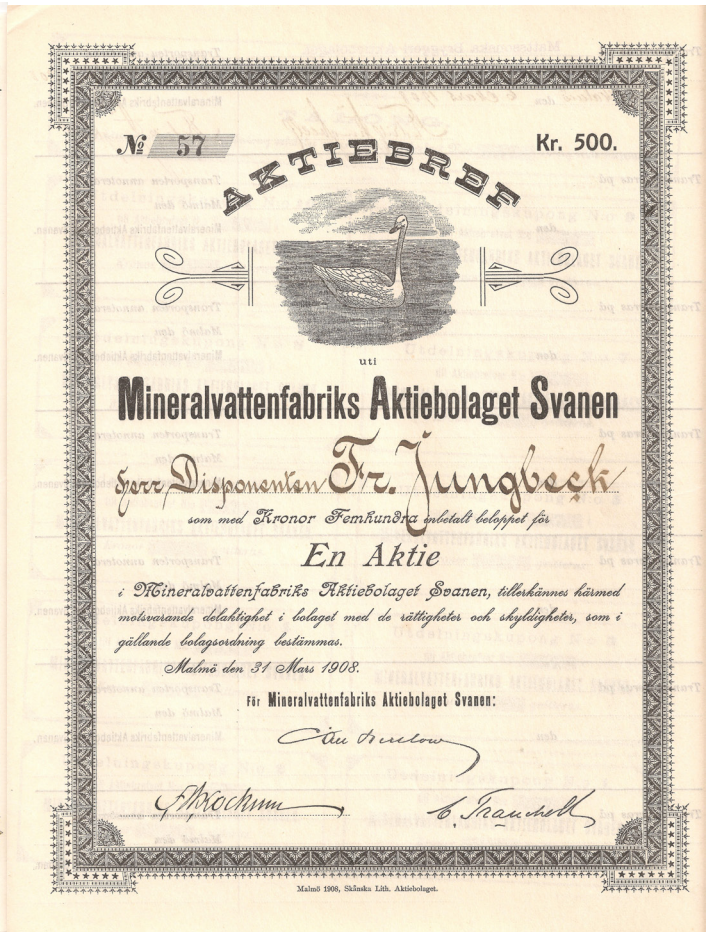 № 57
Kr. 500.
AKTIEBREF
uti
Mineralvattenfabriks Aktiebolaget Svanen
Herr Disponenten Fr. Jungbeck
som med Kronor Femhundra inbetalt beloppet för
En Aktie
i Mineralvattenfabriks Aktiebolaget Svanen, tillerkännes härmed
motsvarande delaktighet i bolaget med de rättigheter och skyldigheter, som i
gällande bolagsordning bestämmas.
Malmö den 31 Mars 1908.
För Mineralvattenfabriks Aktiebolaget Svanen:
C. Tranchell
Malmö 1908, Skånska Lith. Aktiebolaget.